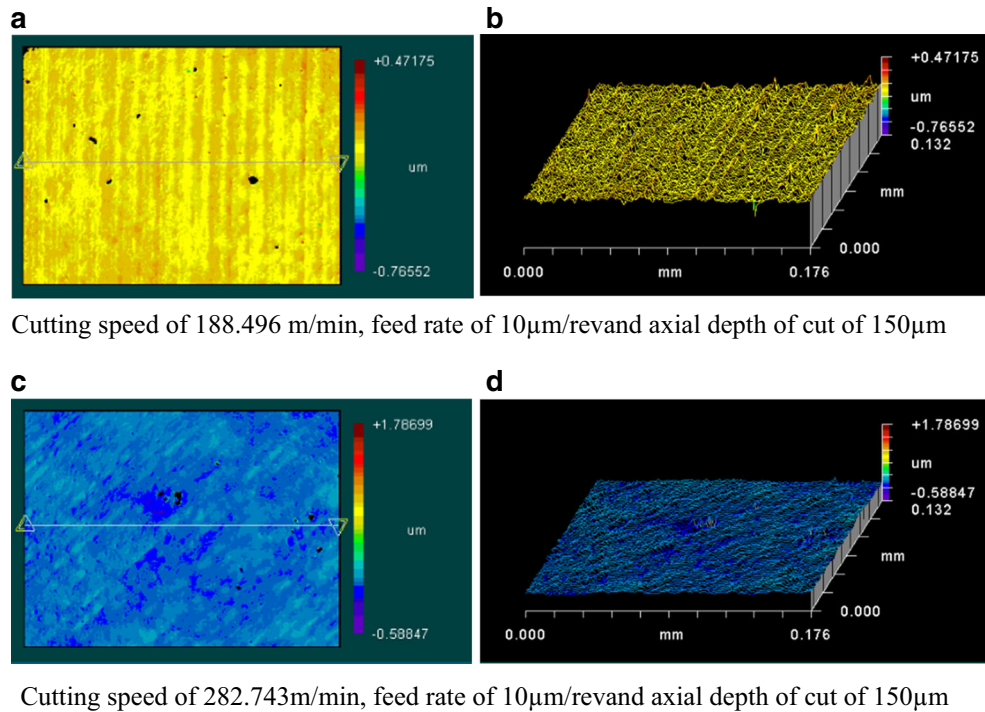 a
b
+0.47175
um
-0.76552
+0.47175
um
-0.76552
0.132
mm
0.000
0.000
mm
0.176
Cutting speed of 188.496 m/min, feed rate of 10µm/revand axial depth of cut of 150µm
c
d
+1.78699
um
-0.58847
+1.78699
um
-0.58847
0.132
mm
0.000
0.000
mm
0.176
Cutting speed of 282.743m/min, feed rate of 10µm/revand axial depth of cut of 150µm